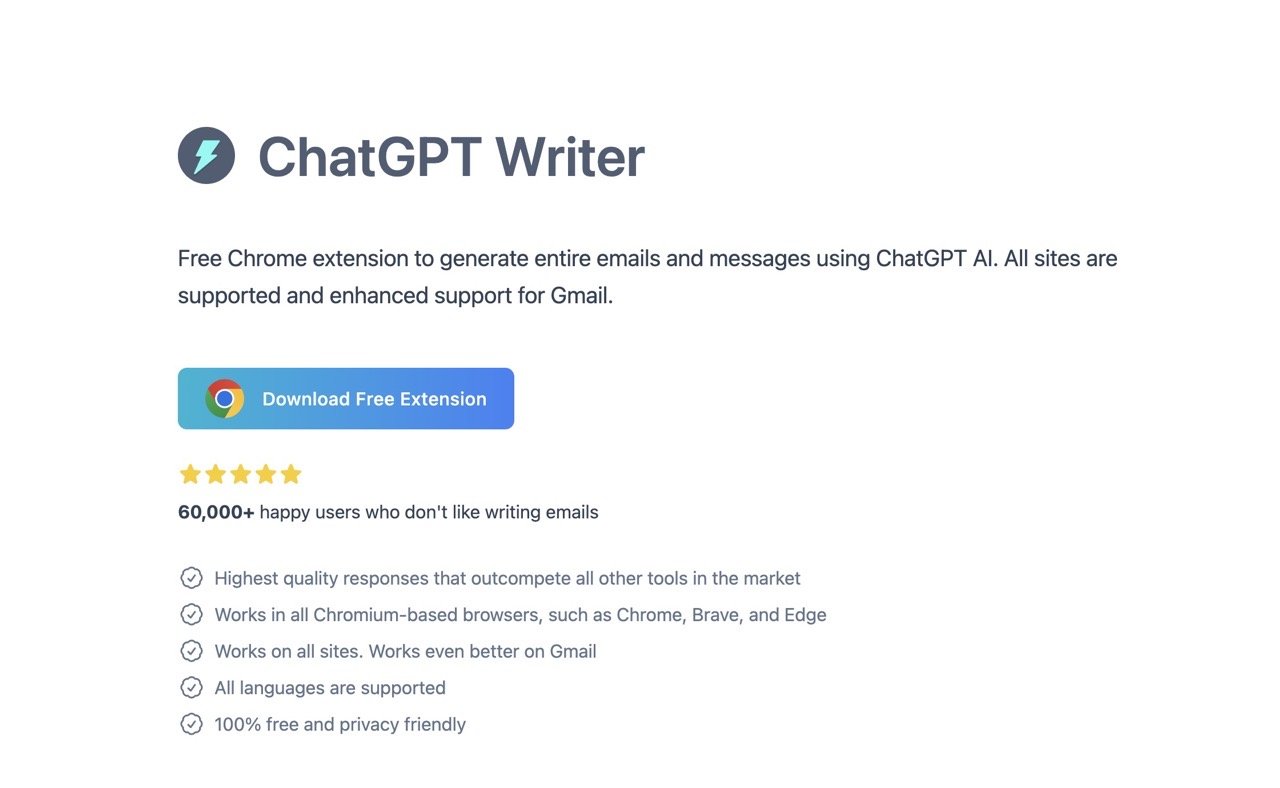 ChatGPT Writer
Free Chrome extension to generate entire emails and messages using ChatGPT AI. All sites are
supported and enhanced support for Gmail.
Download Free Extension
60,000+ happy users who don't like writing emails
Highest quality responses that outcompete all other tools in the market
Works in all Chromium-based browsers, such as Chrome, Brave, and Edge
Works on all sites. Works even better on Gmail
All languages are supported
100% free and privacy friendly